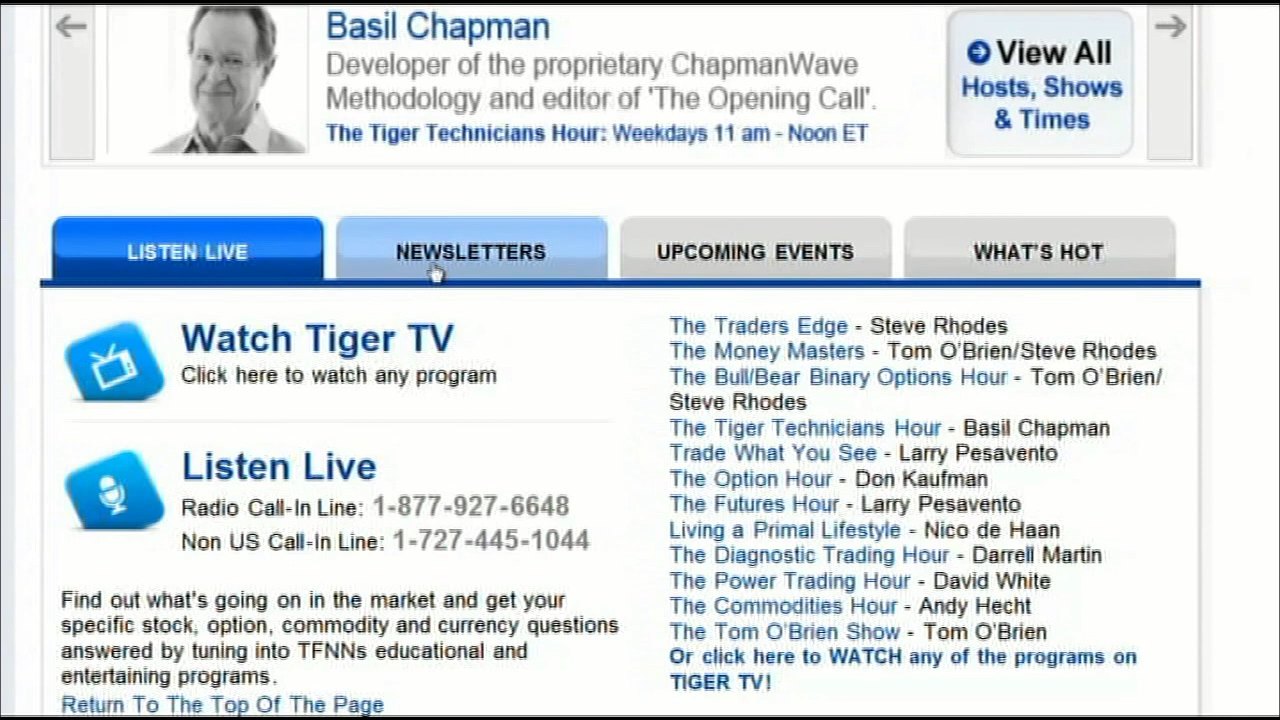 Basil Chapman
Developer of the proprietary ChapmanWave
Methodology and editor of 'The Opening Call'.
The Tiger Technicians Hour: Weekdays 11 am - Noon ET
View All
Hosts, Shows
& Times
LISTEN LIVE
NEWSLETTERS
UPCOMING EVENTS
WHAT'S HOT
Watch Tiger TV
Click here to watch any program
Listen Live
Radio Call-In Line: 1-877-927-6648
Non US Call-In Line: 1-727-445-1044
Find out what's going on in the market and get your
specific stock, option, commodity and currency questions
answered by tuning into TFNNs educational and
entertaining programs.
Return To The Top Of The Page
The Traders Edge - Steve Rhodes
The Money Masters - Tom O'Brien/Steve Rhodes
The Bull/Bear Binary Options Hour - Tom O'Brien/
Steve Rhodes
The Tiger Technicians Hour - Basil Chapman
Trade What You See - Larry Pesavento
The Option Hour - Don Kaufman
The Futures Hour - Larry Pesavento
Living a Primal Lifestyle - Nico de Haan
The Diagnostic Trading Hour - Darrell Martin
The Power Trading Hour - David White
The Commodities Hour - Andy Hecht
The Tom O'Brien Show - Tom O'Brien
Or click here to WATCH any of the programs on
TIGER TV!